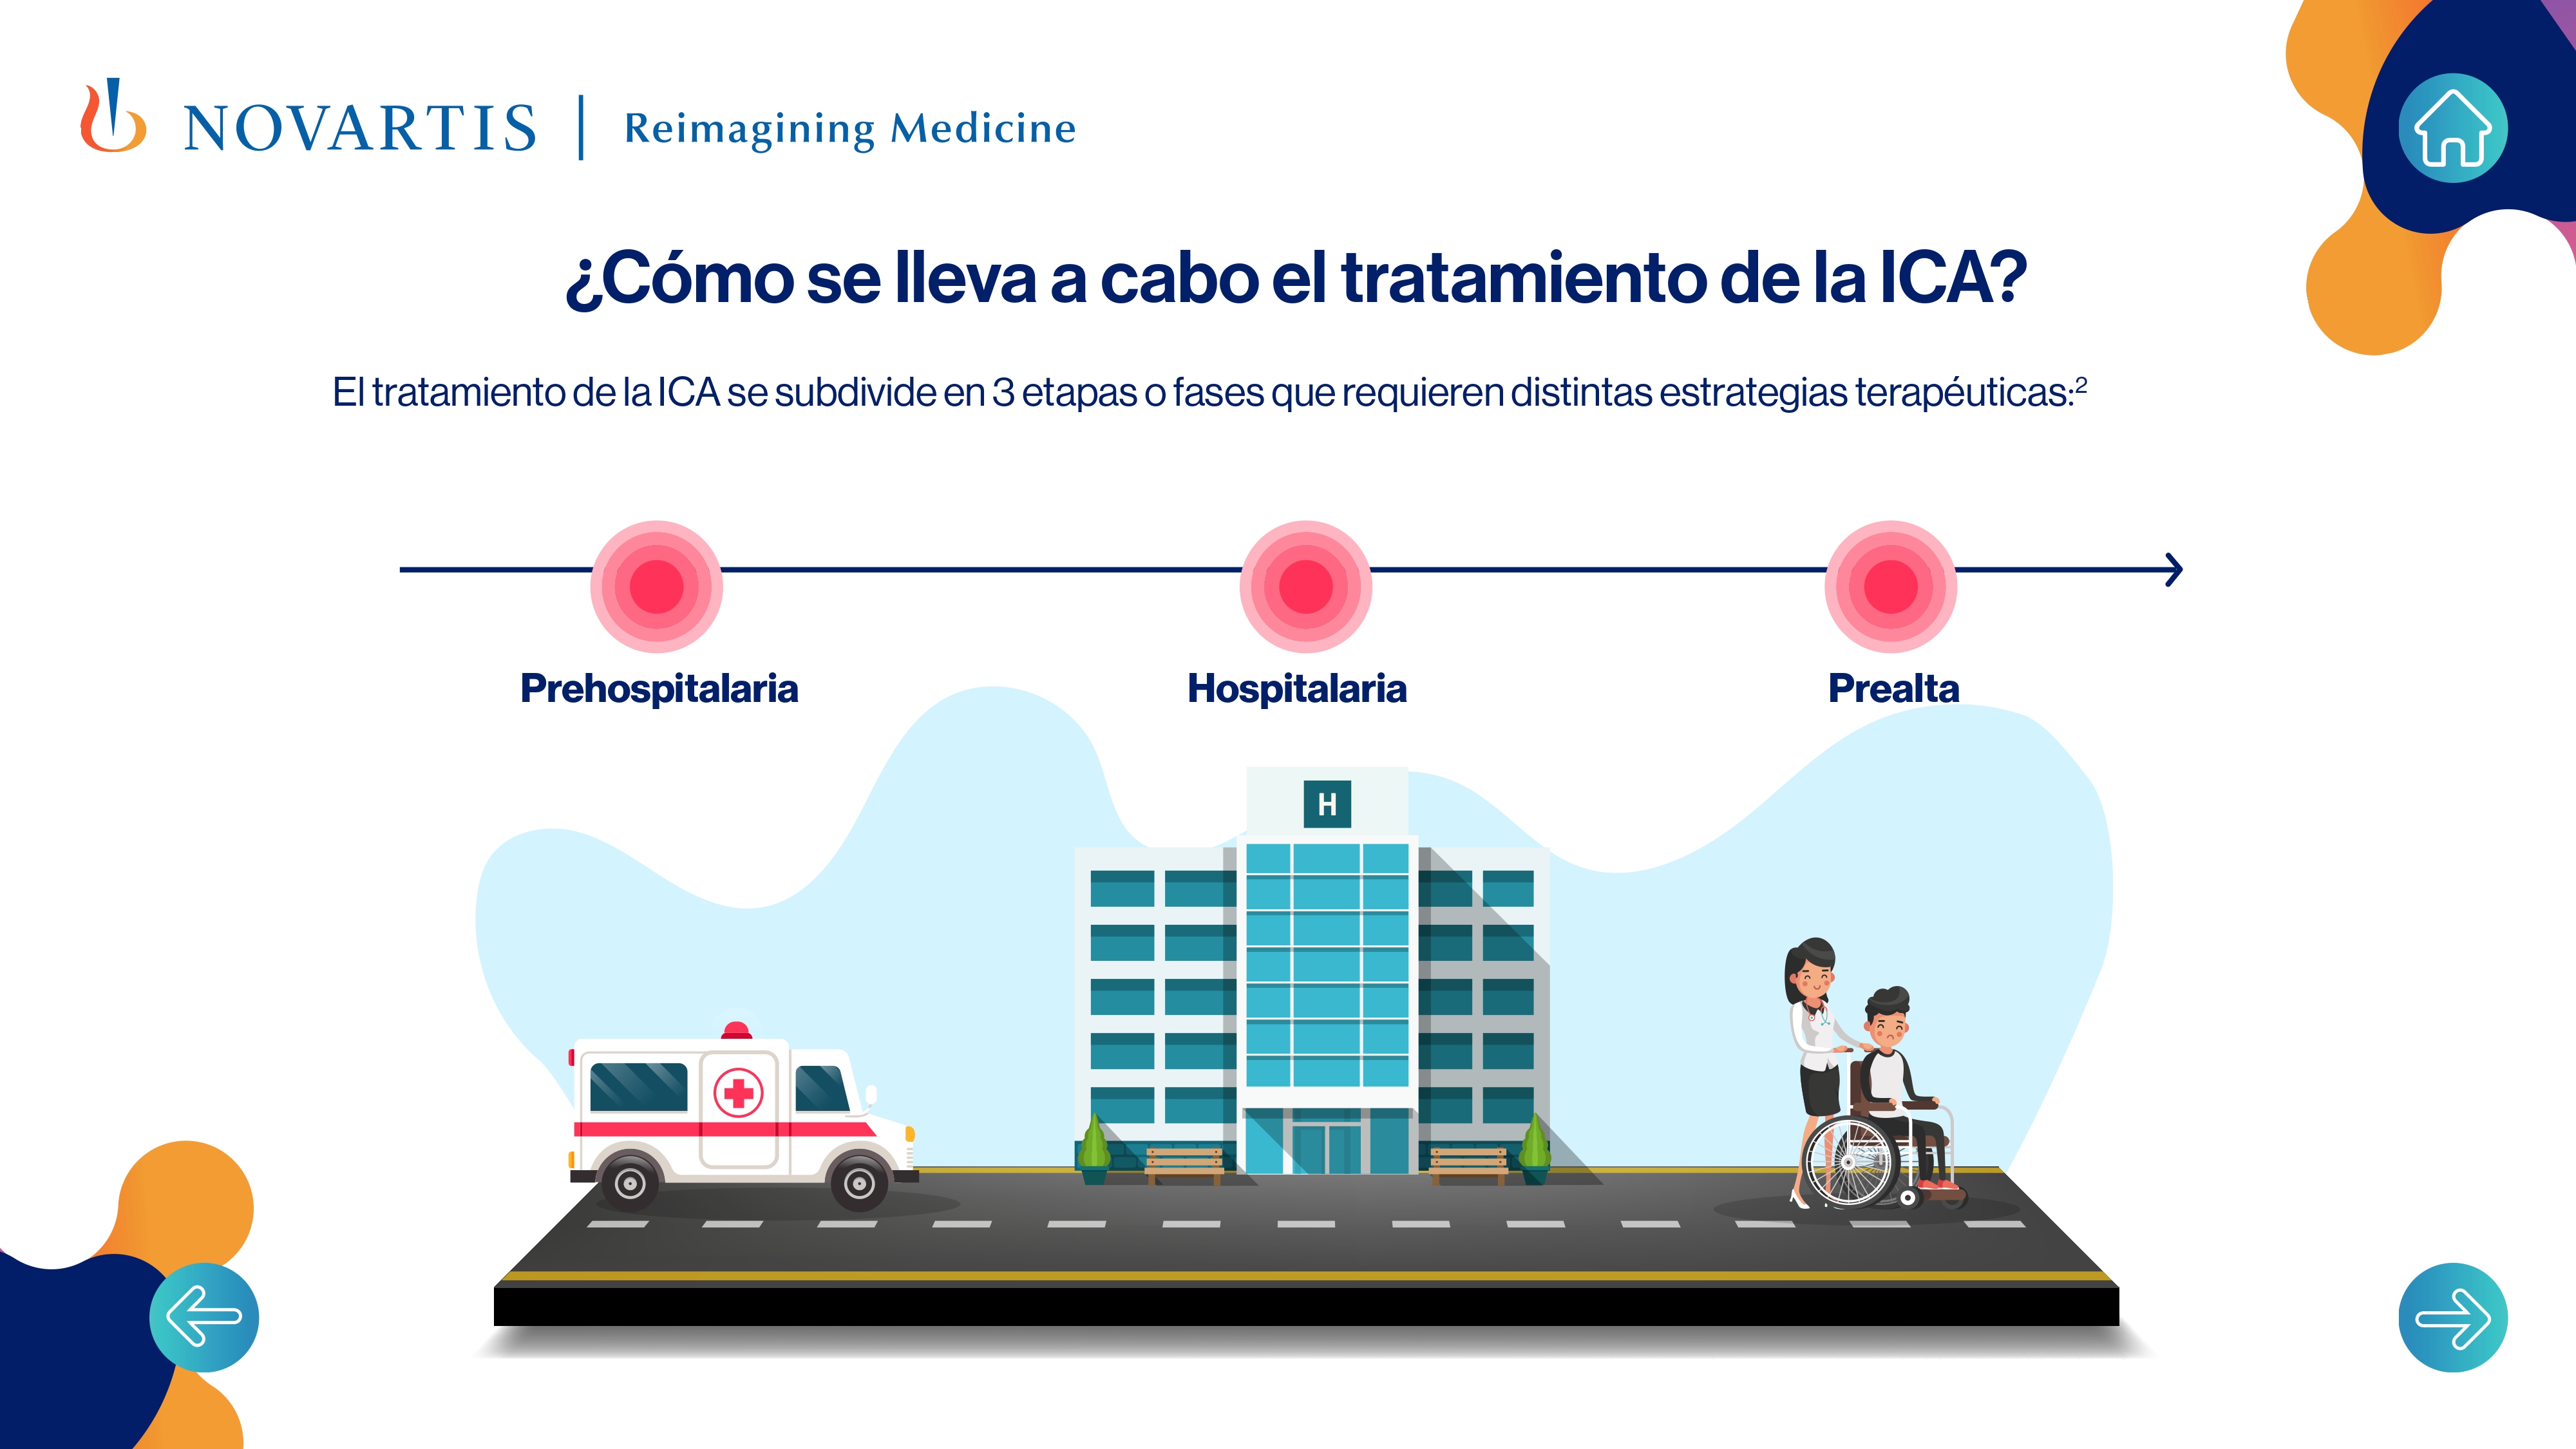 NOVARTIS | Reimagining Medicine
¿Cómo se lleva a cabo el tratamiento de la ICA?
El tratamiento de la ICA se subdivide en 3 etapas o fases que requieren distintas estrategias terapéuticas:²
Prehospitalaria
Hospitalaria
Prealta
H